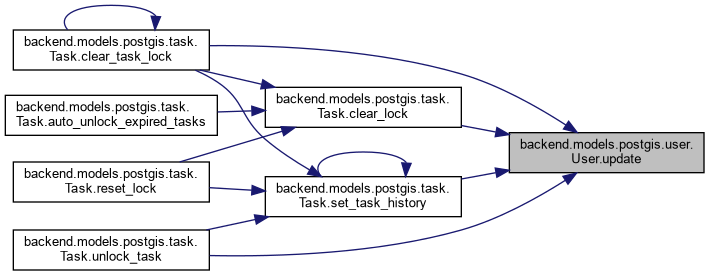 backend.models.postgis.task.
Task.clear_task_lock
backend.models.postgis.task.
Task.auto_unlock_expired_tasks
backend.models.postgis.task.
Task.reset_lock
backend.models.postgis.task.
Task.unlock_task
backend.models.postgis.task.
Task.clear_lock
backend.models.postgis.task.
Task.set_task_history
backend.models.postgis.user.
User.update